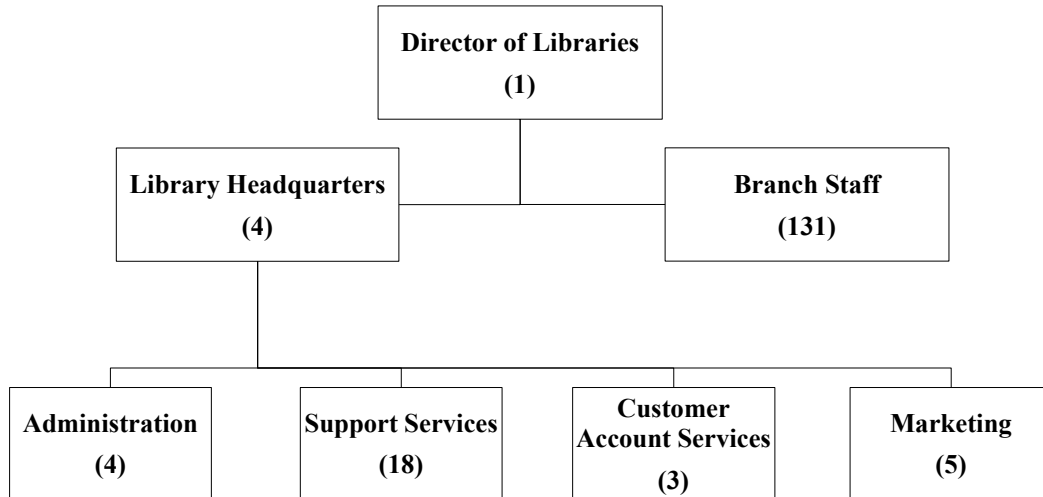 Director of Libraries
(1)
Library Headquarters
(4)
Branch Staff
(131)
Administration
(4)
Support Services
(18)
Customer
Account Services
(3)
Marketing
(5)